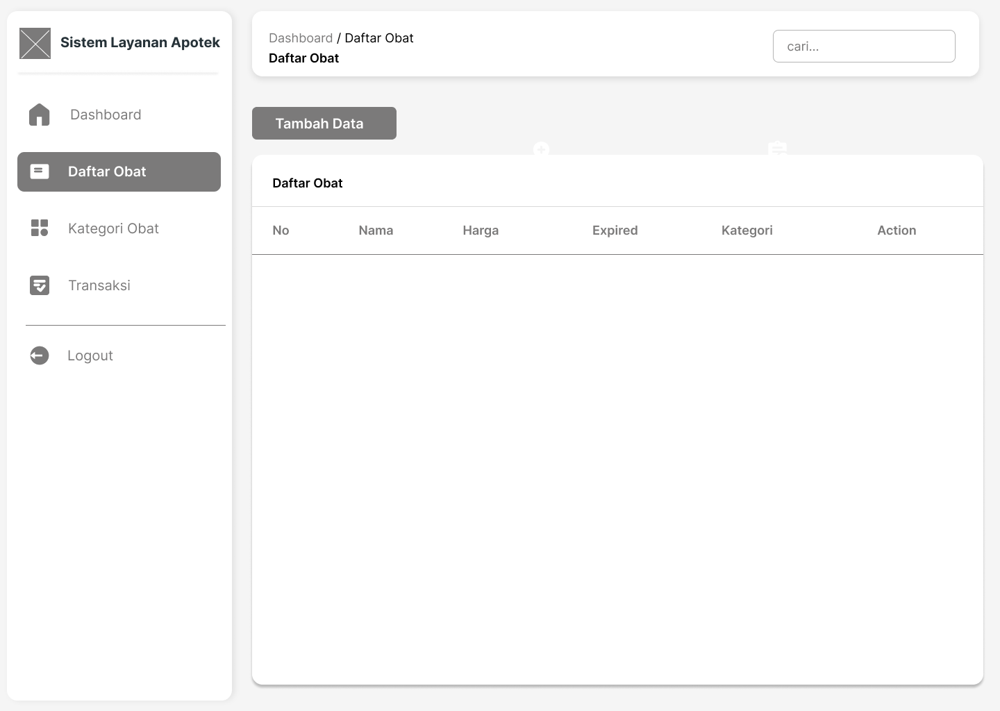 Sistem Layanan Apotek
Dashboard
Daftar Obat
Kategori Obat
Transaksi
Logout
Dashboard / Daftar Obat
Daftar Obat
cari...
Tambah Data
Daftar Obat
No Nama Harga Expired Kategori Action